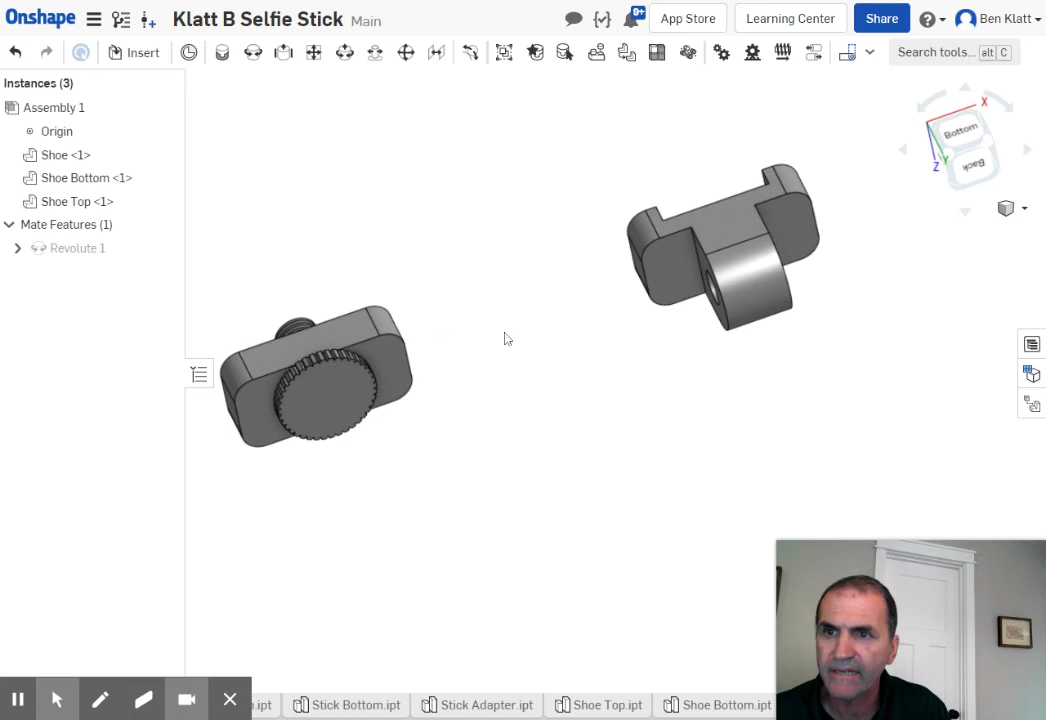 Onshape
Klatt B Selfie Stick Main
9+
App Store
Learning Center
Share
Ben Klatt
Insert
Search tools... alt C
Instances (3)
Assembly 1
Origin
Shoe <1>
Shoe Bottom <1>
Shoe Top <1>
Mate Features (1)
Revolute 1
X
Bottom
Y
Z
Back
.ipt
Stick Bottom.ipt
Stick Adapter.ipt
Shoe Top.ipt
Shoe Bottom.ipt